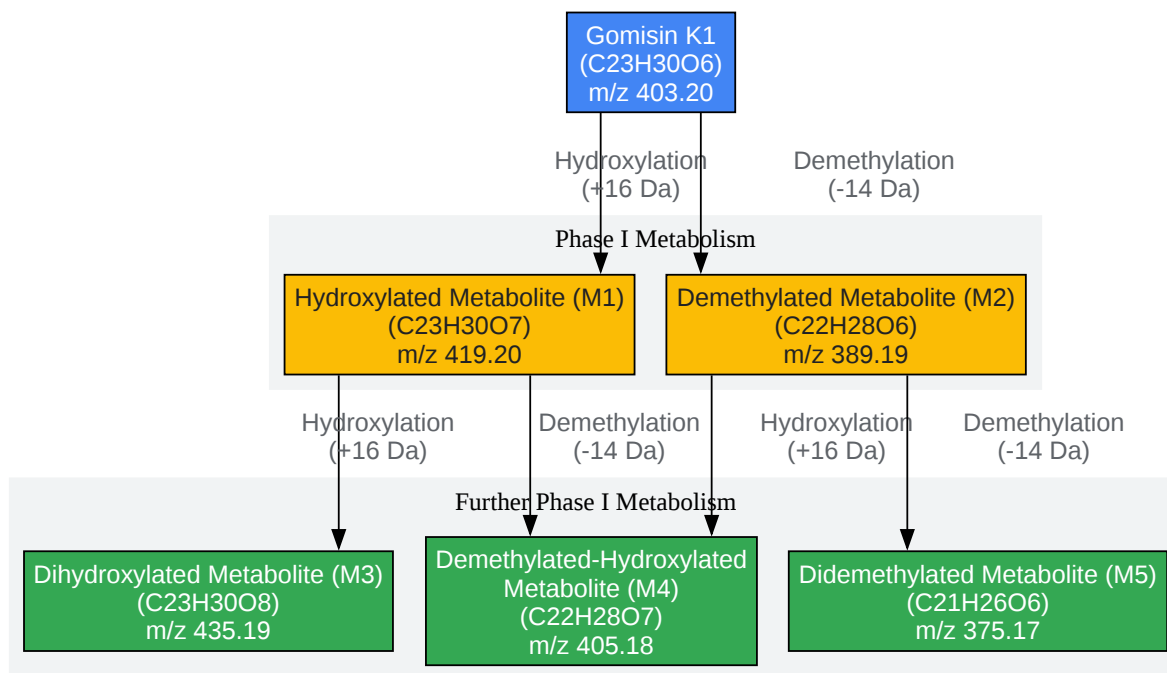 Gomisin K1
(C23H30O6)
m/z 403.20
Hydroxylation
(+16 Da)
Demethylation
(-14 Da)
Phase I Metabolism
Hydroxylated Metabolite (M1)
(C23H30O7)
m/z 419.20
Demethylated Metabolite (M2)
(C22H28O6)
m/z 389.19
Hydroxylation
(+16 Da)
Demethylation
(-14 Da)
Hydroxylation
(+16 Da)
Demethylation
(-14 Da)
Further Phase I Metabolism
Dihydroxylated Metabolite (M3)
(C23H30O8)
m/z 435.19
Demethylated-Hydroxylated
Metabolite (M4)
(C22H28O7)
m/z 405.18
Didemethylated Metabolite (M5)
(C21H26O6)
m/z 375.17